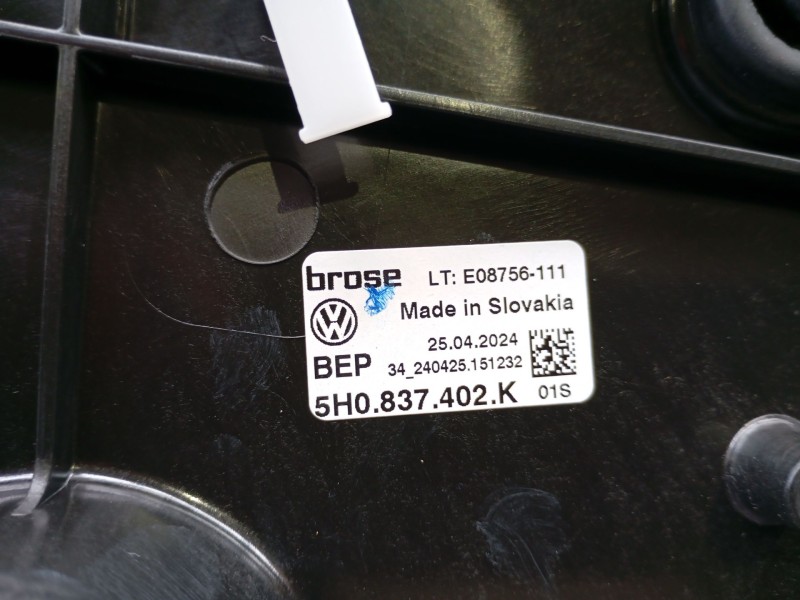 brose LT: E08756-111
Made in Slovakia
25.04.2024
BEP 34_240425.151232
5H0.837.402.K 01S